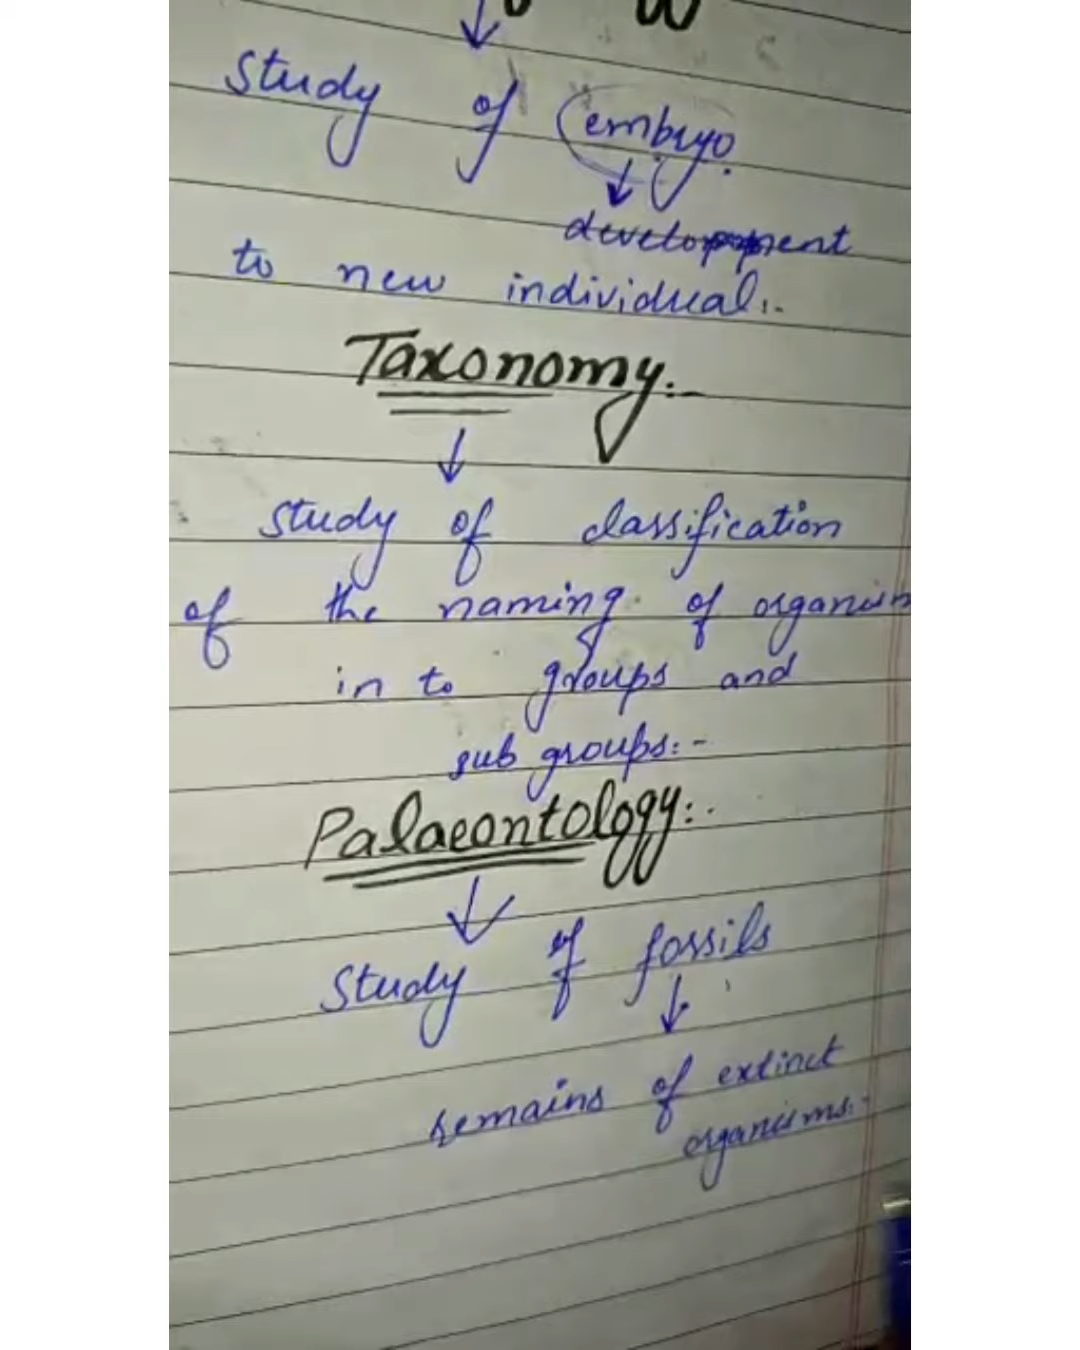 study of (embryo.
development
to new individual:-
Taxonomy:-
study of classification
of the naming of organism
in to groups and
sub groups:-
Palaeontology:-
study of fossils
remains of extinct
organisms:-